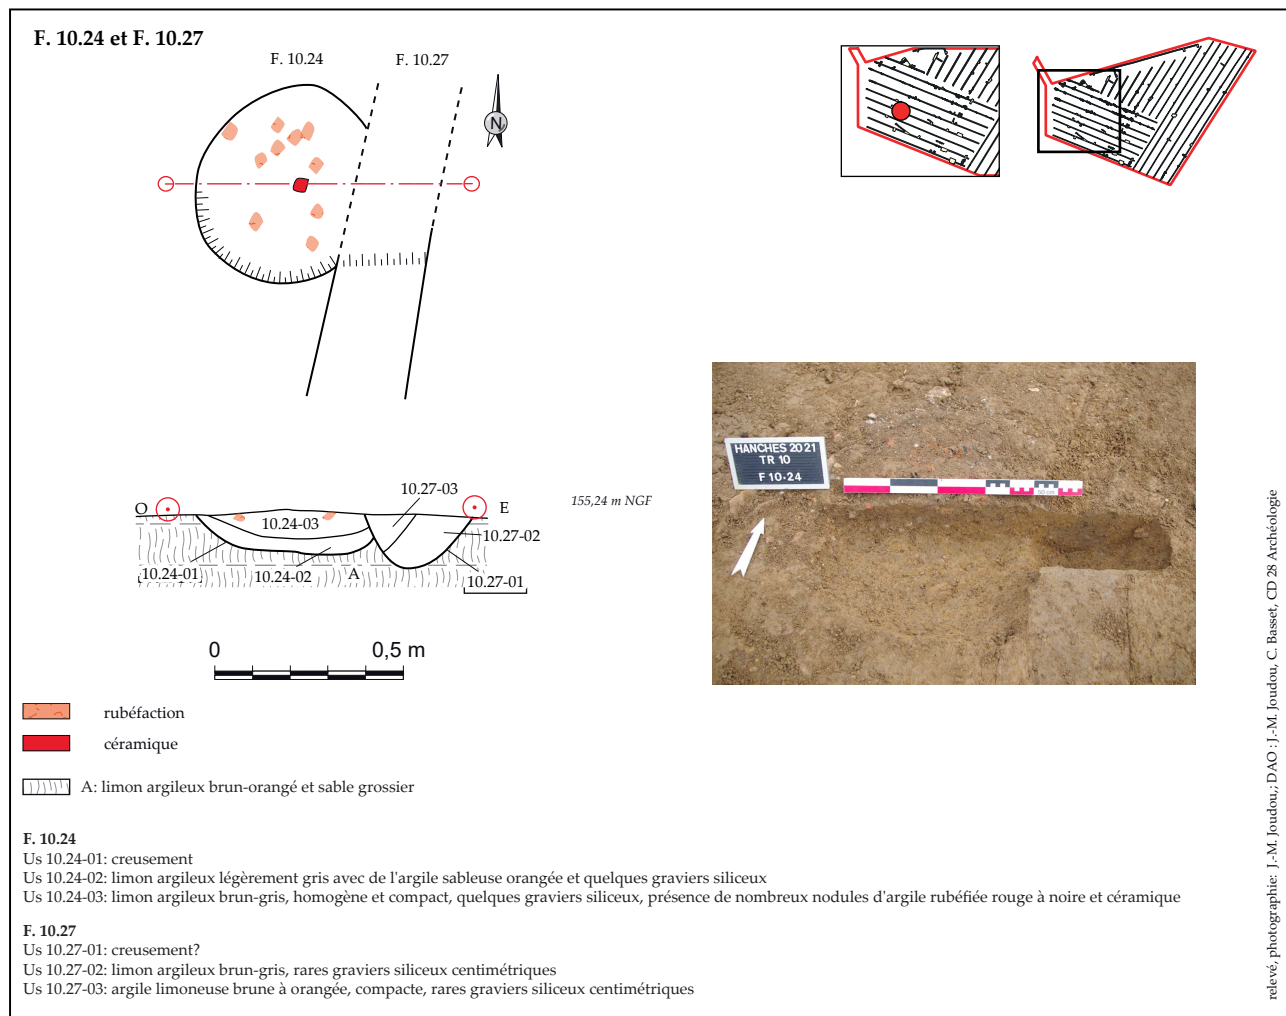 F. 10.24 et F. 10.27
F. 10.24
F. 10.27
N
O
E
155,24 m NGF
10.27-03
10.24-03
10.27-02
10.24-01
10.24-02
A
10.27-01
0
0,5 m
HANCHES 2021
TR 10
F 10-24
50 cm
rubéfaction
céramique
A: limon argileux brun-orangé et sable grossier
F. 10.24
Us 10.24-01: creusement
Us 10.24-02: limon argileux légèrement gris avec de l'argile sableuse orangée et quelques graviers siliceux
Us 10.24-03: limon argileux brun-gris, homogène et compact, quelques graviers siliceux, présence de nombreux nodules d'argile rubéfiée rouge à noire et céramique
F. 10.27
Us 10.27-01: creusement?
Us 10.27-02: limon argileux brun-gris, rares graviers siliceux centimétriques
Us 10.27-03: argile limoneuse brune à orangée, compacte, rares graviers siliceux centimétriques
relevé, photographie: J.-M. Joudou,; DAO : J.-M. Joudou, C. Basset, CD 28 Archéologie